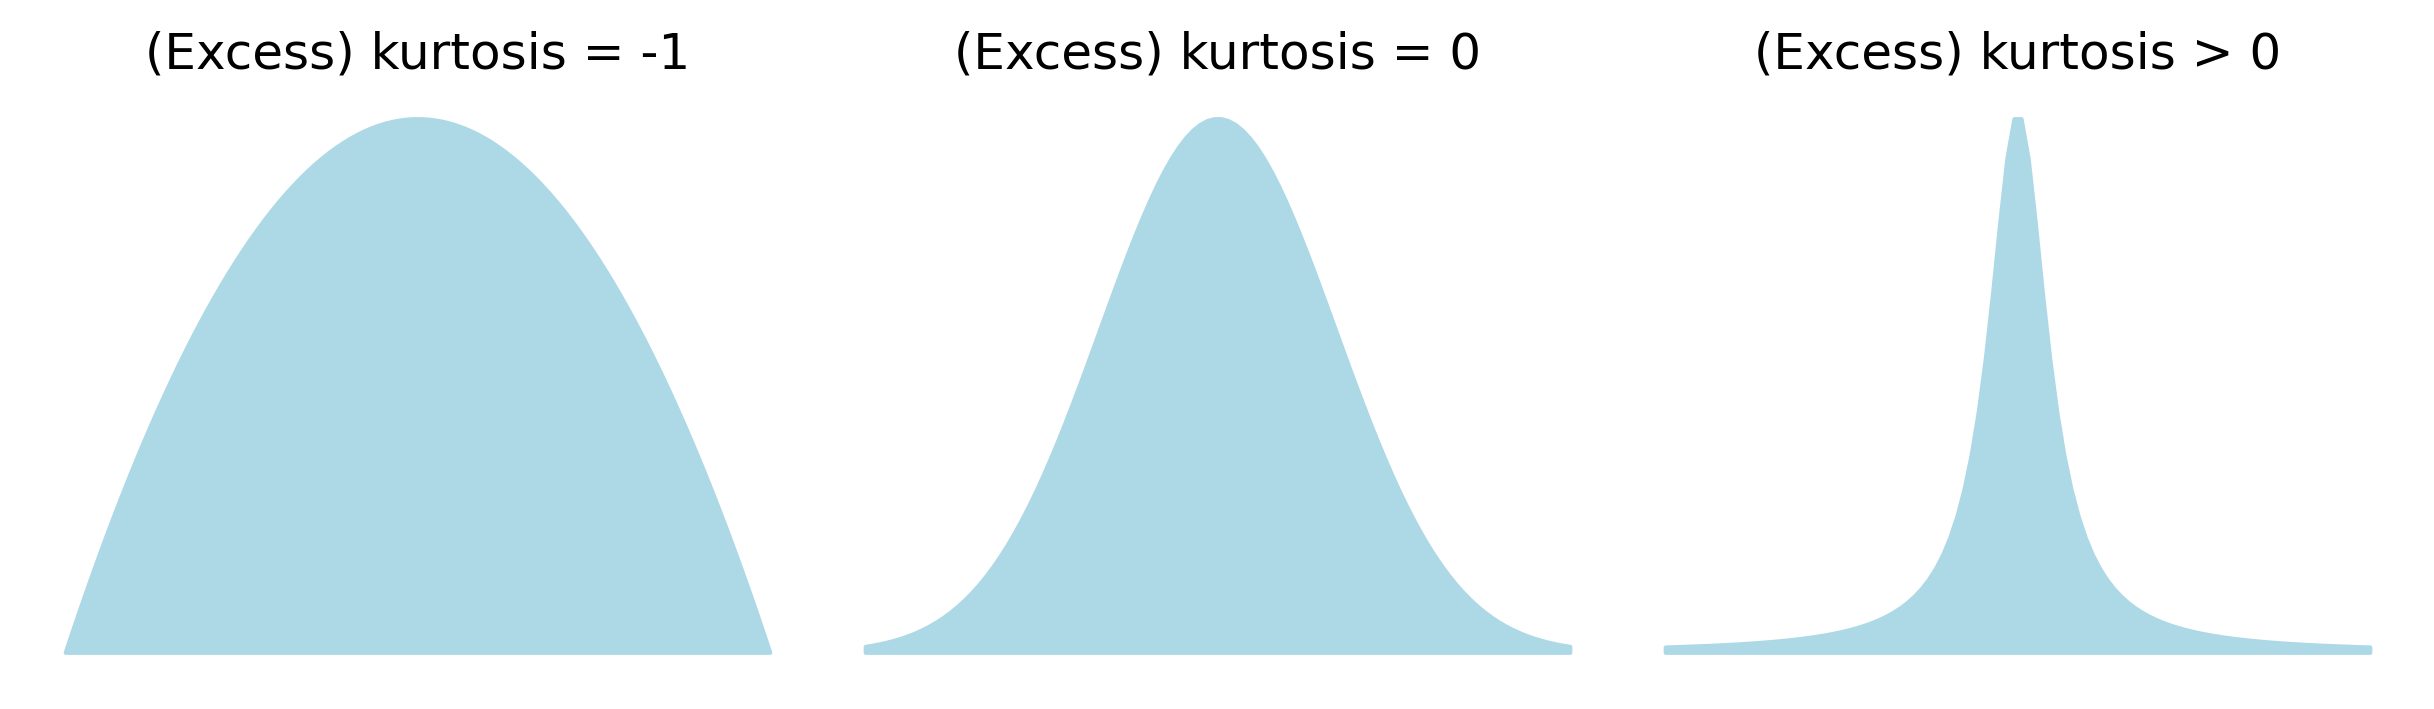 (Excess) kurtosis = -1
(Excess) kurtosis = 0
(Excess) kurtosis > 0